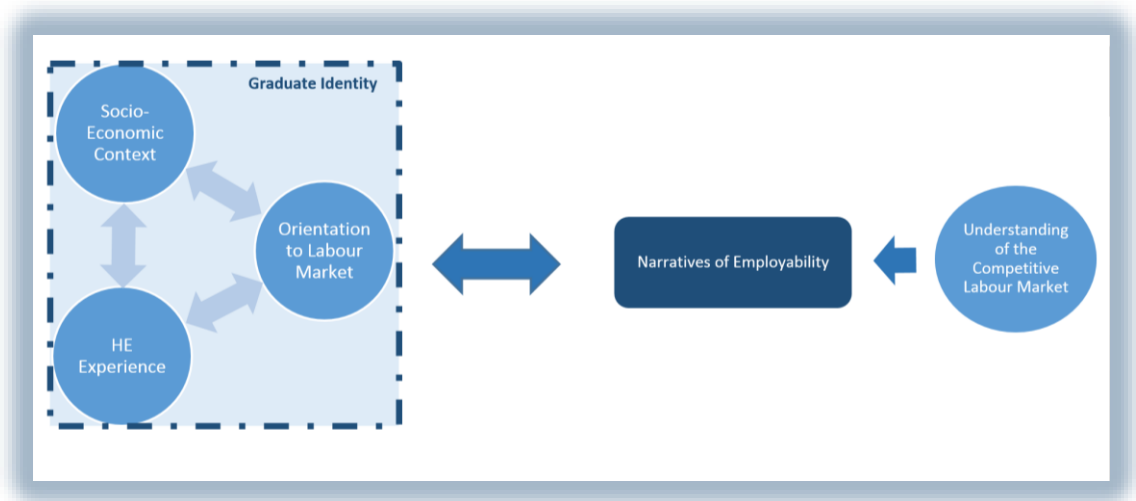 Graduate Identity
Socio-
Economic
Context
Orientation
to Labour
Market
HE
Experience
Narratives of Employability
Understanding
of the
Competitive
Labour Market